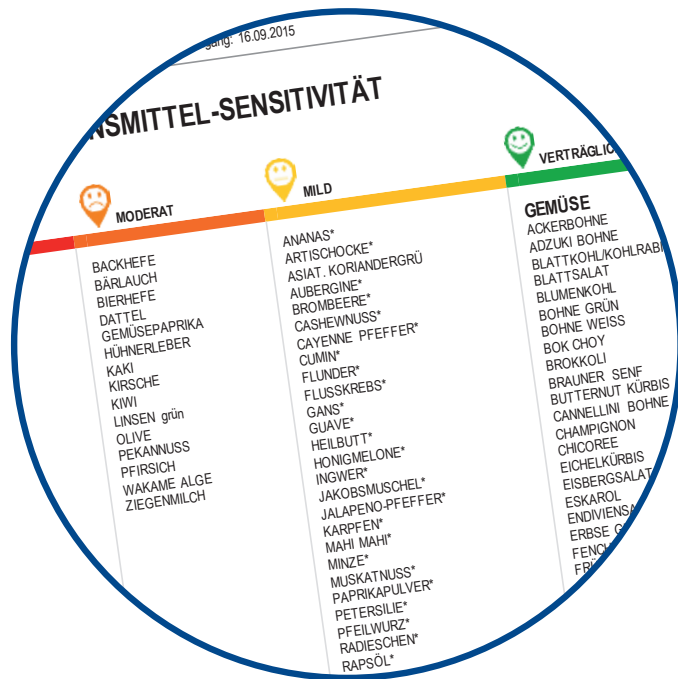 16.09.2015
NSMITTEL-SENSITIVITÄT
MODERAT
BACKHEFE
BÄRLAUCH
BIERHEFE
DATTEL
GEMÜSEPAPRIKA
HÜHNERLEBER
KAKI
KIRSCHE
KIWI
LINSEN grün
OLIVE
PEKANNUSS
PFIRSICH
WAKAME ALGE
ZIEGENMILCH
MILD
ANANAS*
ARTISCHOCKE*
ASIAT. KORIANDERGRÜ
AUBERGINE*
BROMBEERE*
CASHEWNUSS*
CAYENNE PFEFFER*
CUMIN*
FLUNDER*
FLUSSKREBS*
GANS*
GUAVE*
HEILBUTT*
HONIGMELONE*
INGWER*
JAKOBSMUSCHEL*
JALAPENO-PFEFFER*
KARPFEN*
MAHI MAHI*
MINZE*
MUSKATNUSS*
PAPRIKAPULVER*
PETERSILIE*
PFEILWURZ*
RADIESCHEN*
RAPSÖL*
VERTRÄGLIC
GEMÜSE
ACKERBOHNE
ADZUKI BOHNE
BLATTKOHL/KOHLRABI
BLATTSALAT
BLUMENKOHL
BOHNE GRÜN
BOHNE WEISS
BOK CHOY
BROKKOLI
BRAUNER SENF
BUTTERNUT KÜRBIS
CANNELLINI BOHNE
CHAMPIGNON
CHICOREE
EICHELKÜRBIS
EISBERGSALAT
ESKAROL
ENDIVIENSA
ERBSE G
FENCH